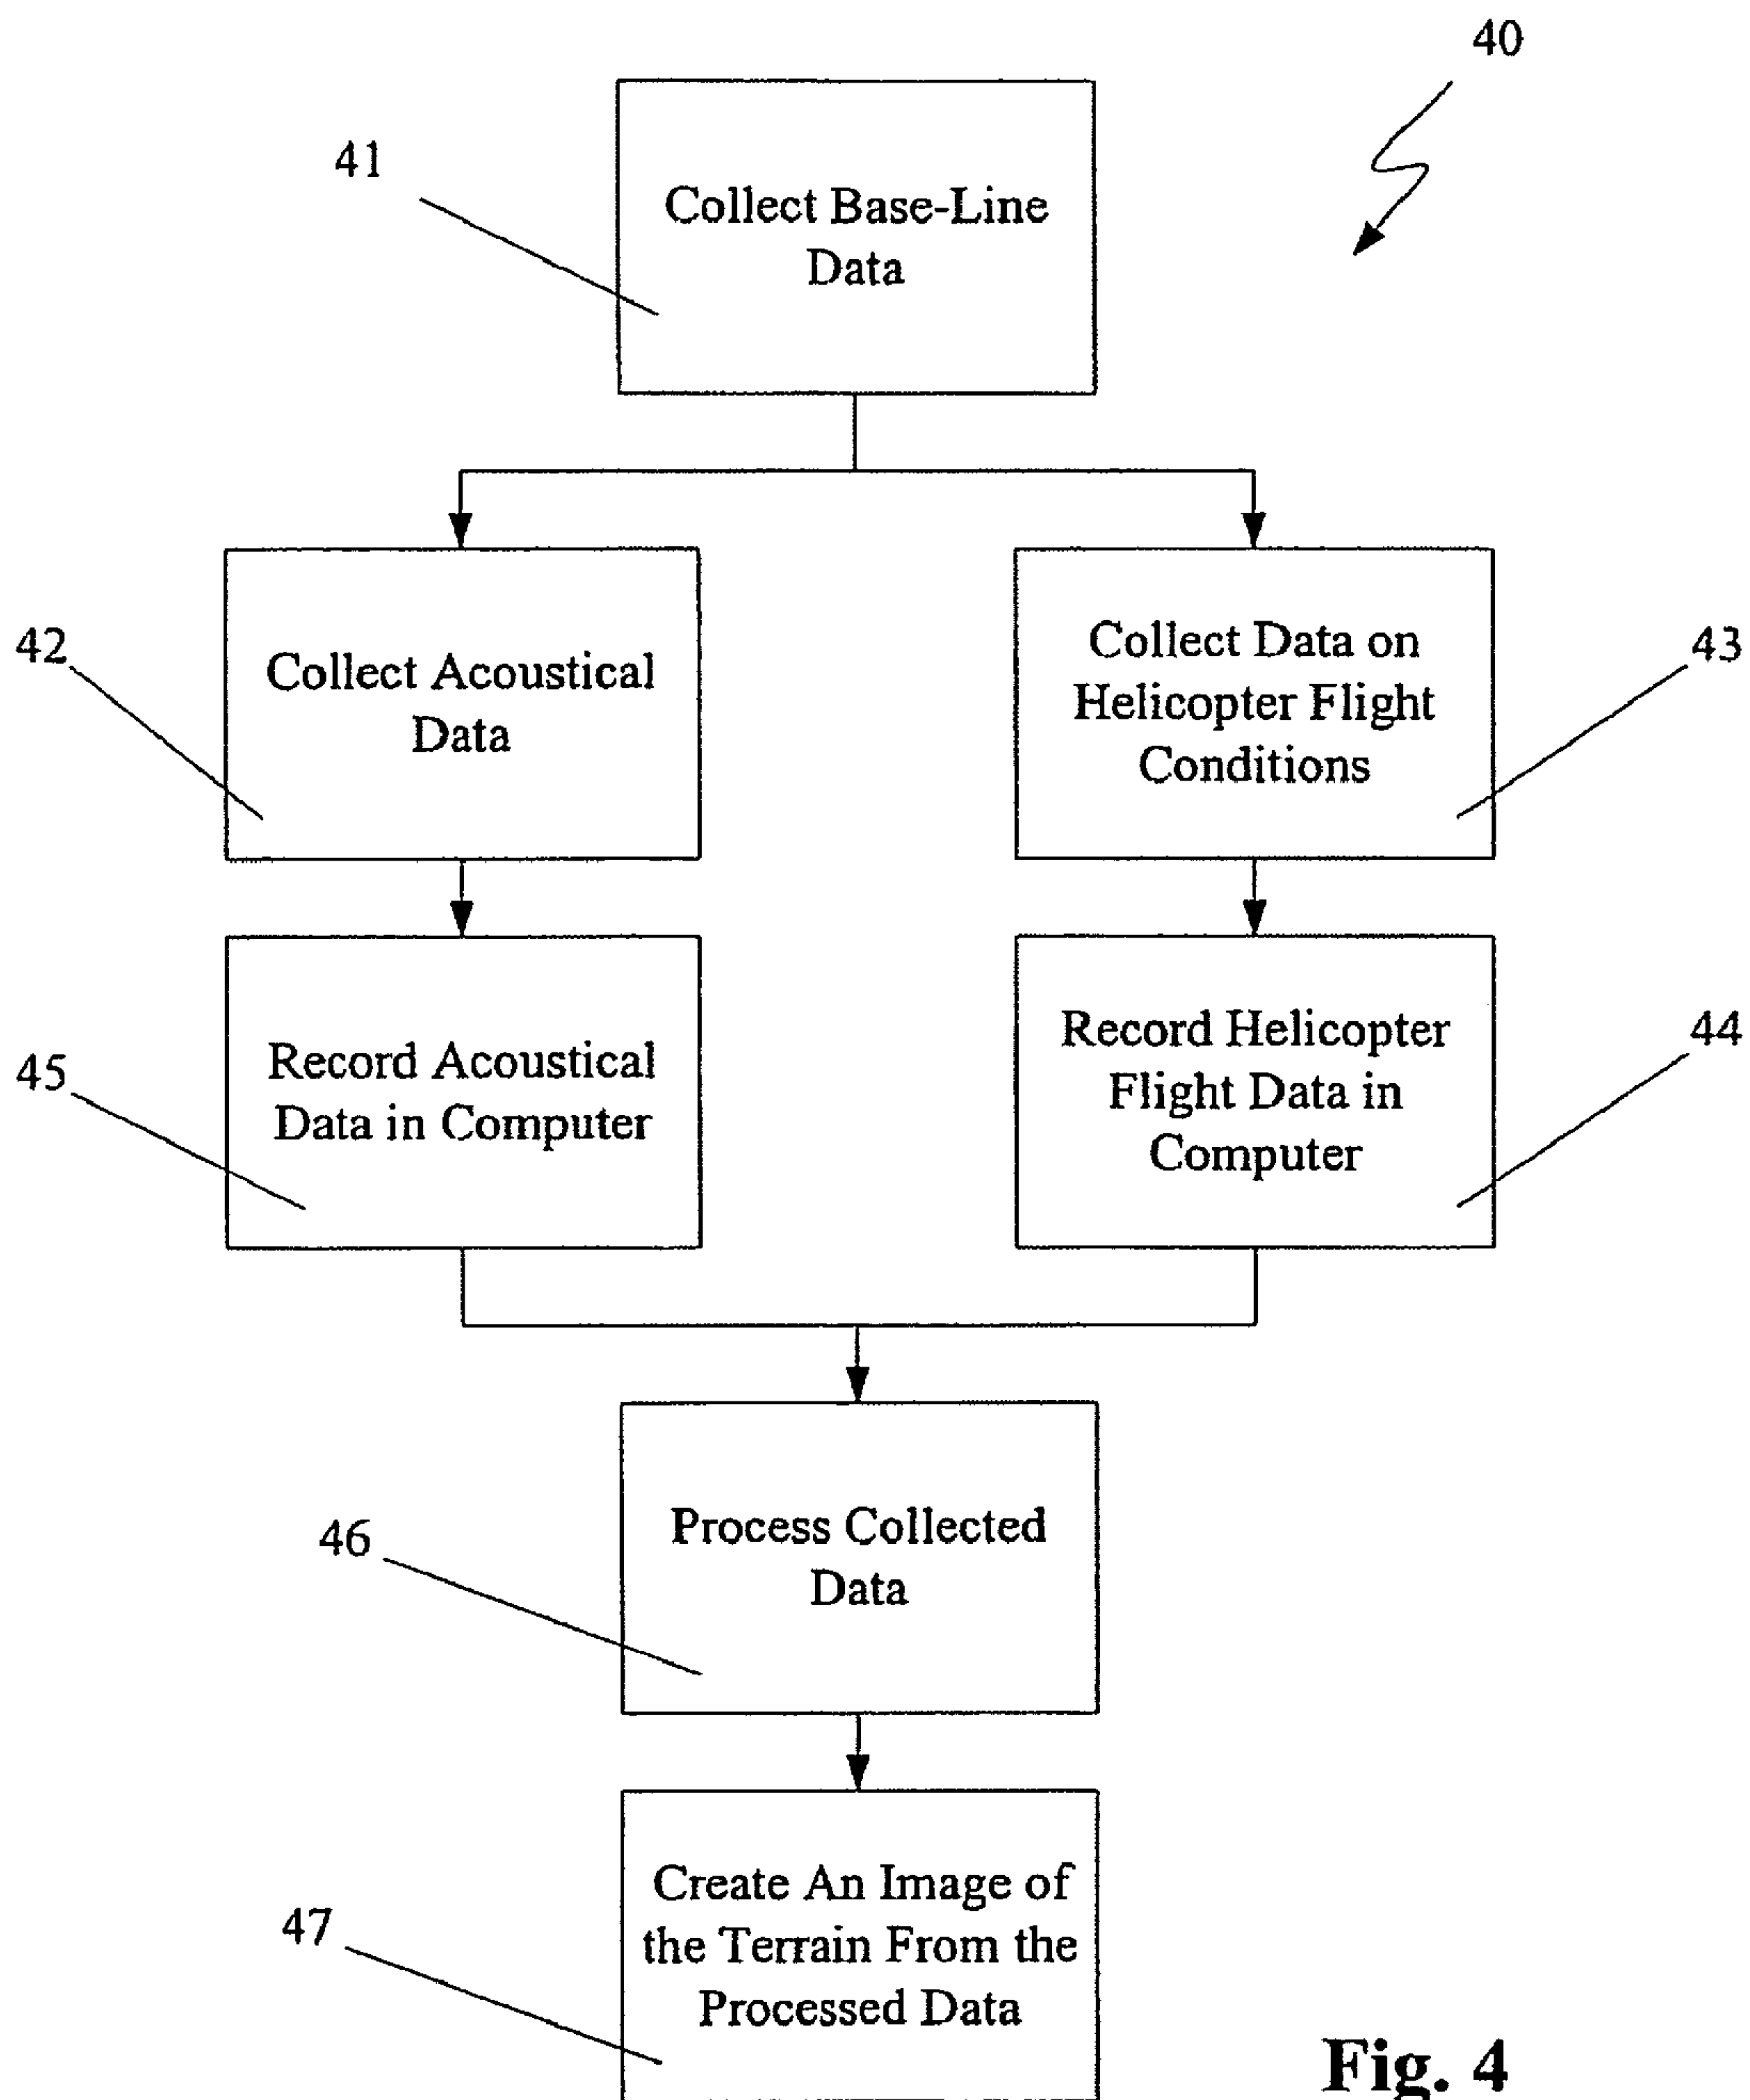 40
41
Collect Base-Line
Data
42
Collect Acoustical
Data
Collect Data on
Helicopter Flight
Conditions
43
45
Record Acoustical
Data in Computer
Record Helicopter
Flight Data in
Computer
44
46
Process Collected
Data
47
Create An Image of
the Terrain From the
Processed Data
Fig. 4